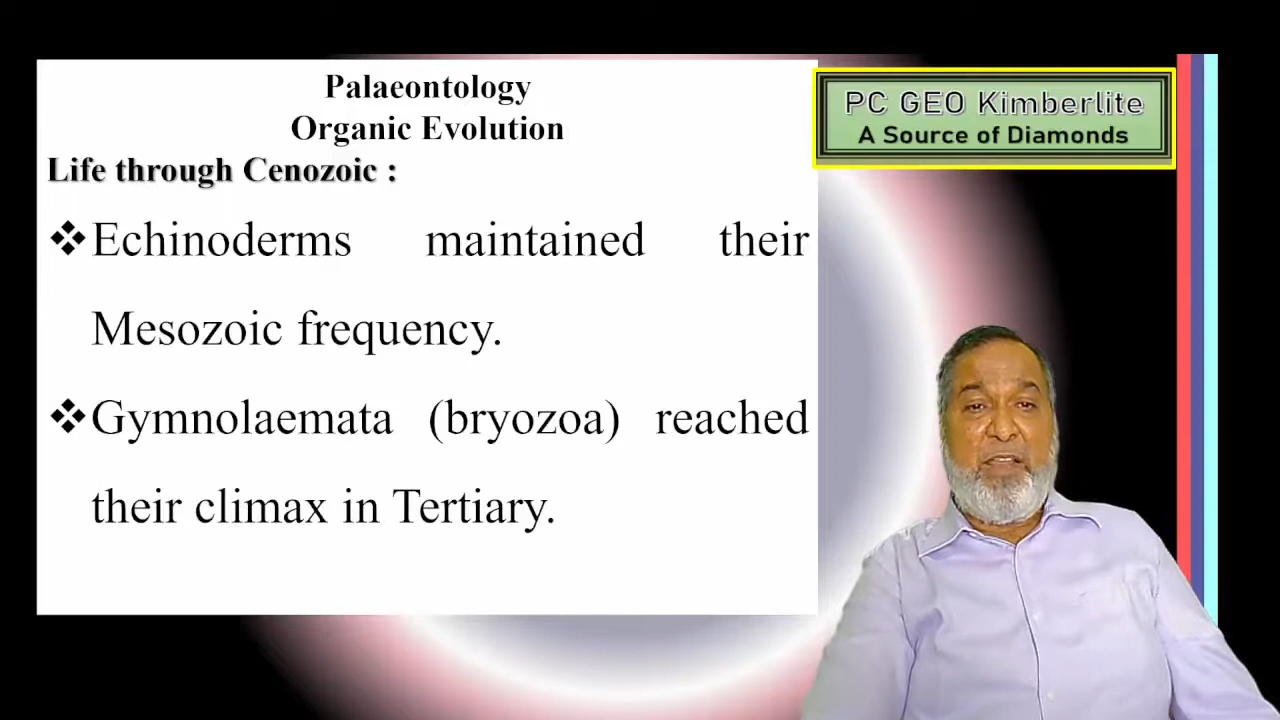 Palaeontology
Organic Evolution
Life through Cenozoic :
❖Echinoderms maintained their
Mesozoic frequency.
❖Gymnolaemata (bryozoa) reached
their climax in Tertiary.
PC GEO Kimberlite
A Source of Diamonds